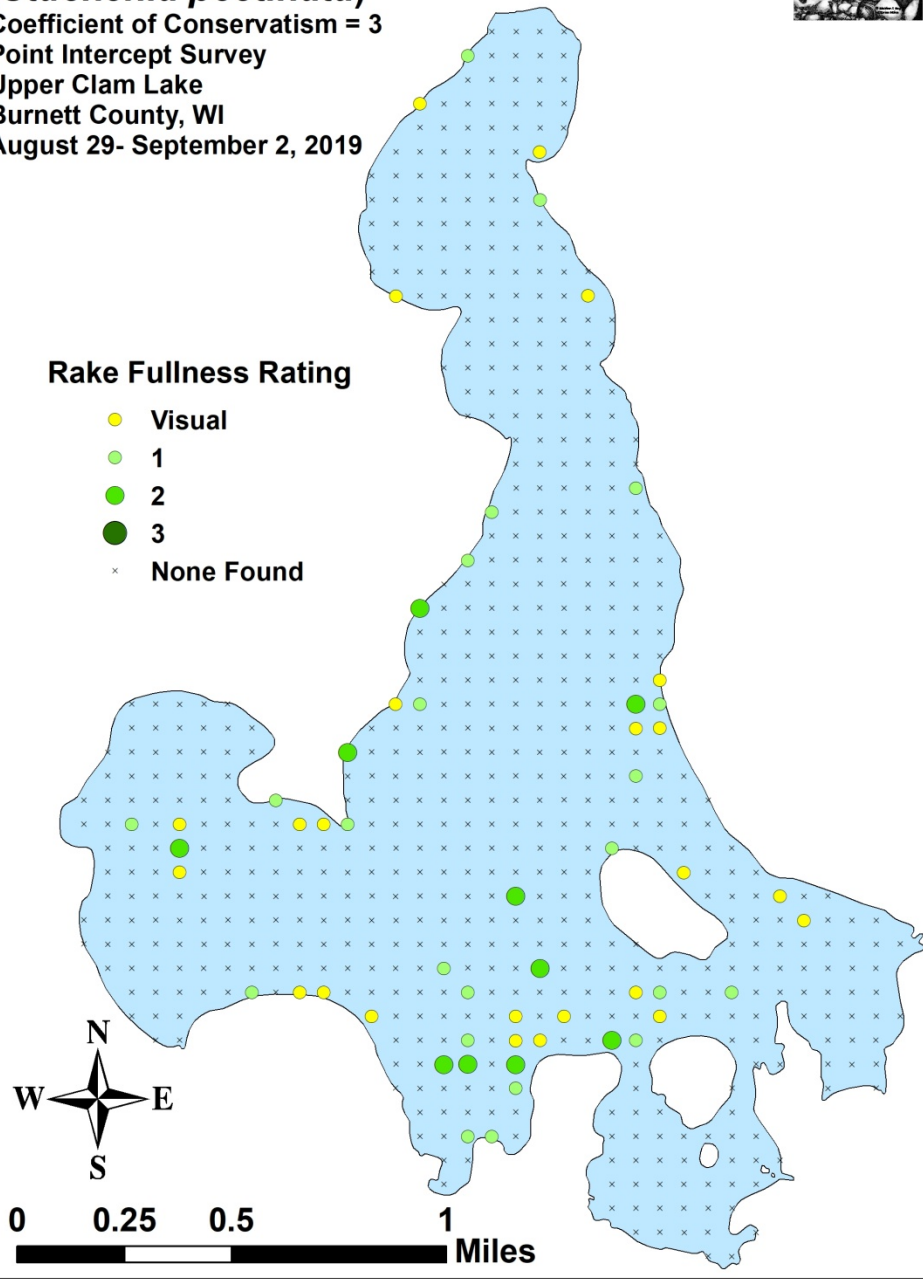 Coefficient of Conservatism = 3
Point Intercept Survey
Upper Clam Lake
Burnett County, WI
August 29- September 2, 2019
Rake Fullness Rating
Visual
1
2
3
None Found
N
W E
S
0 0.25 0.5 1
Miles